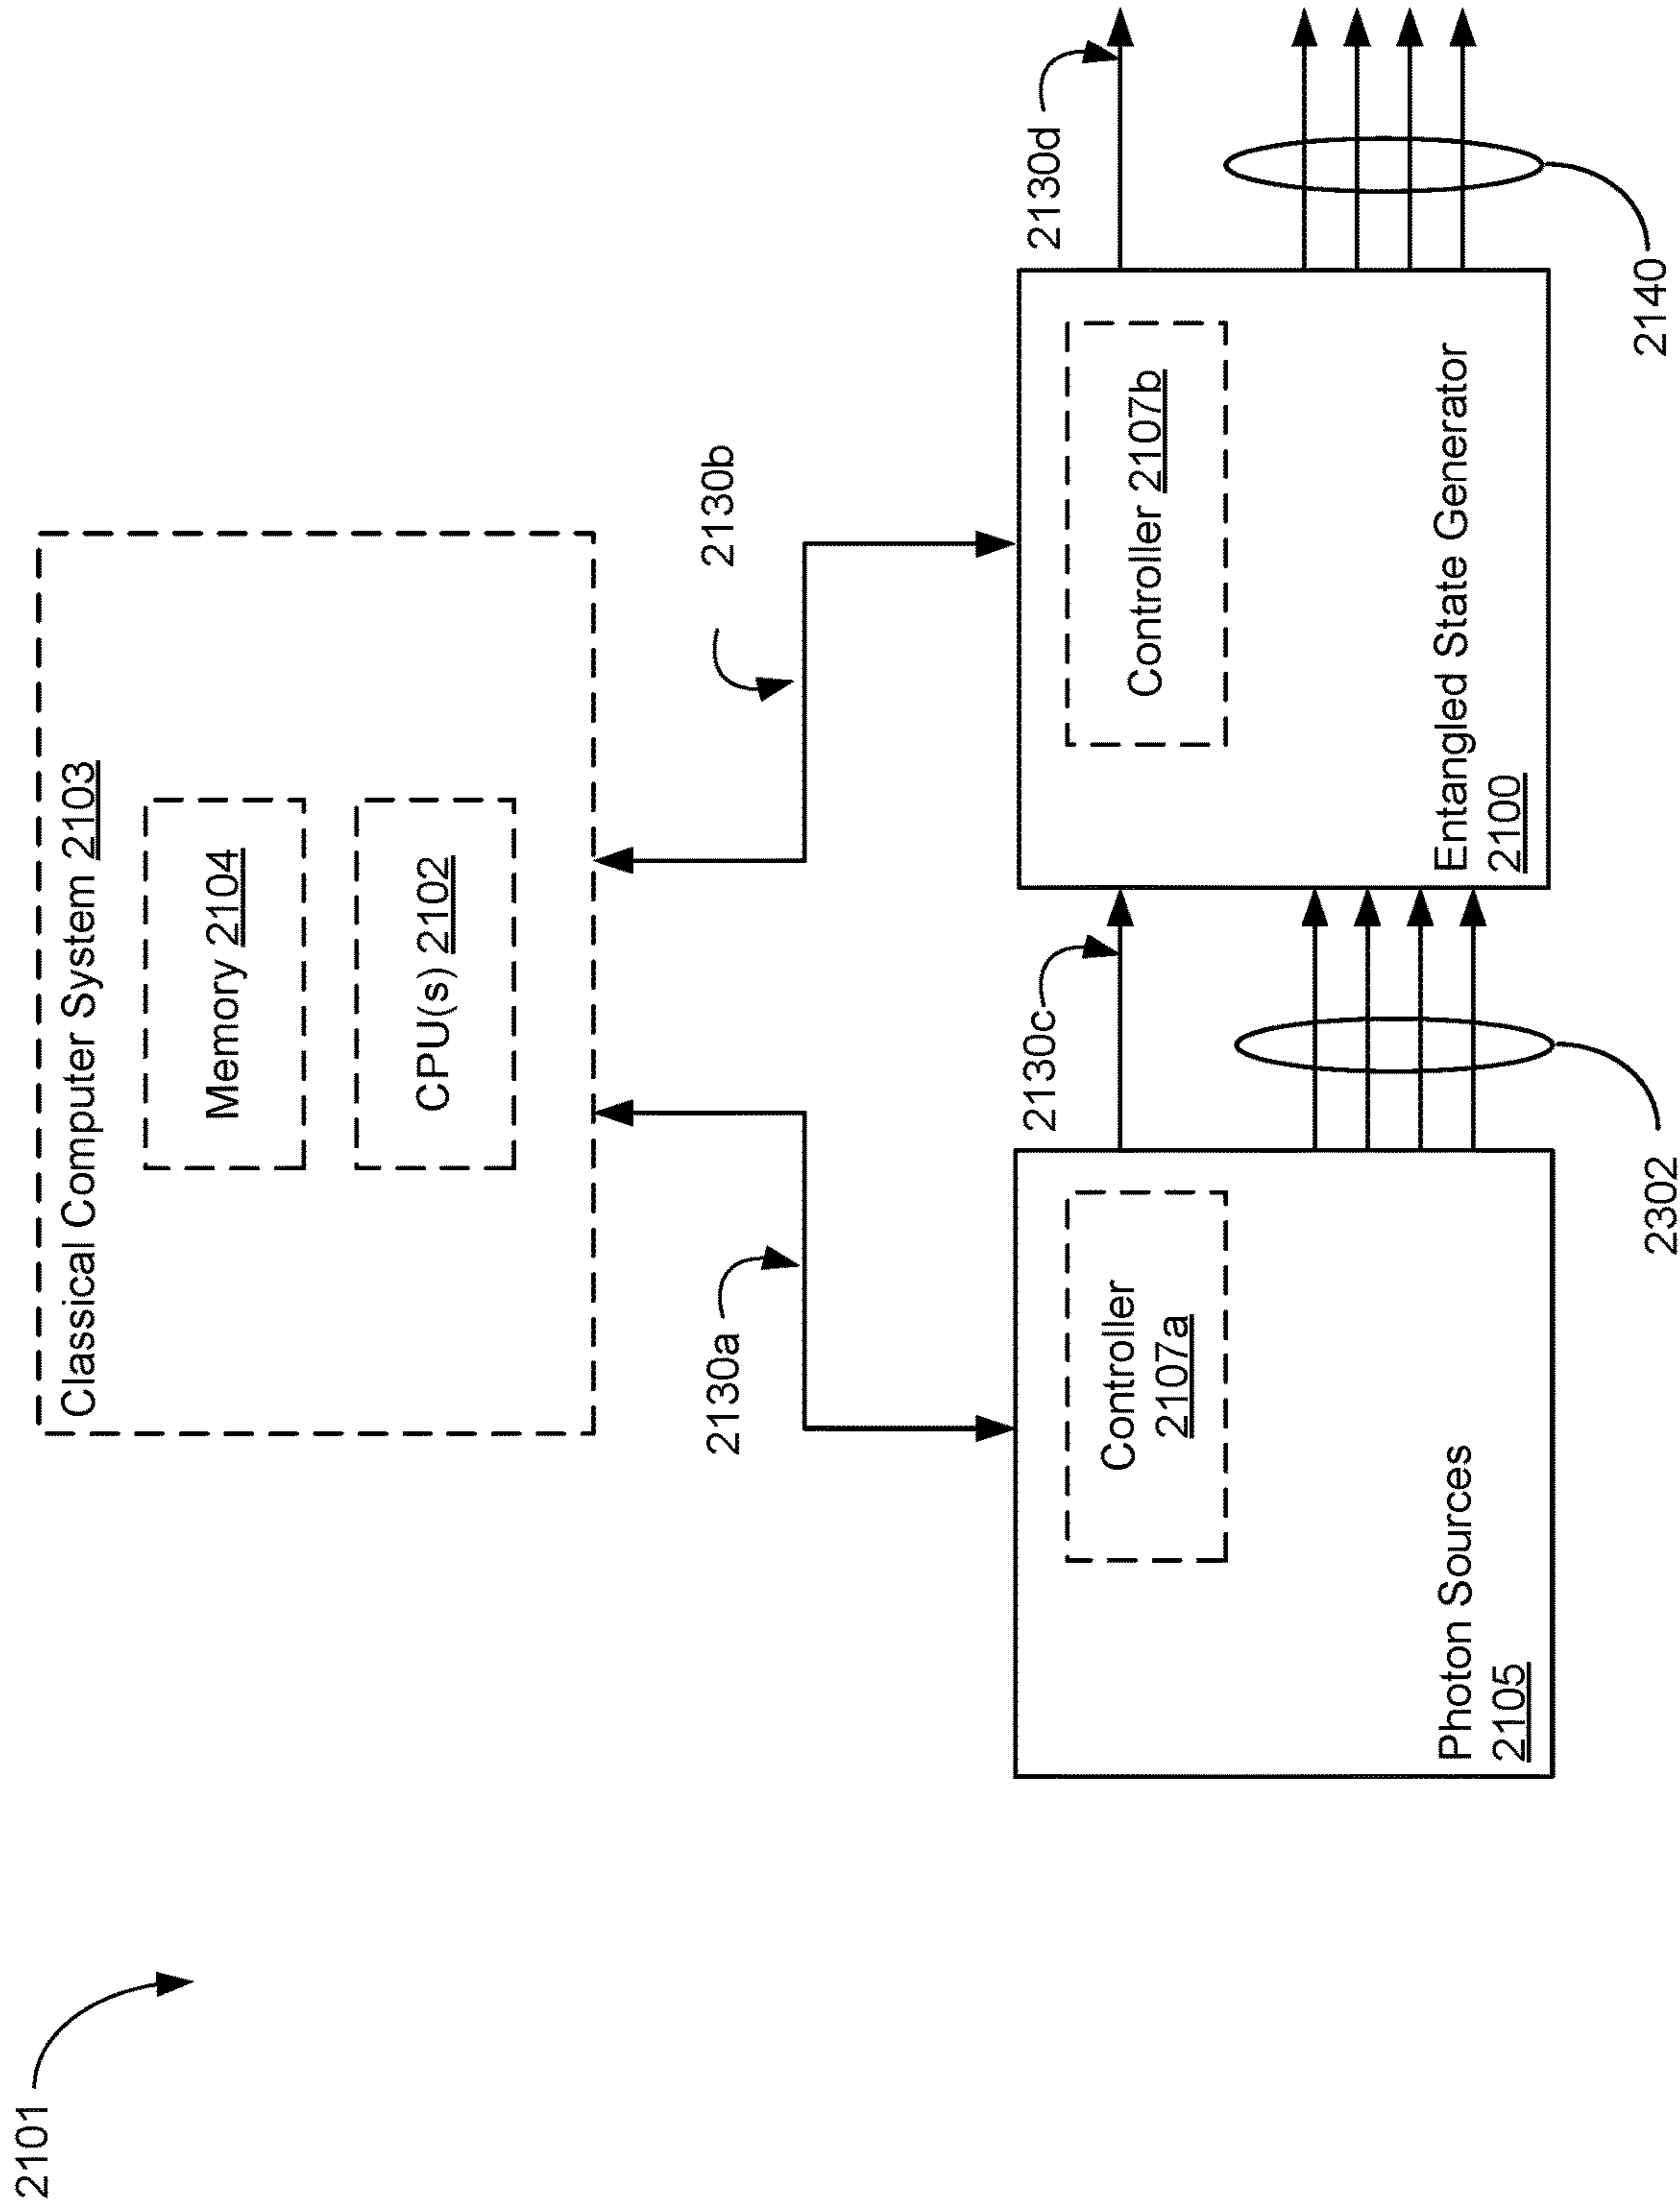 2101
Classical Computer System 2103
Memory 2104
CPU(s) 2102
2130a
2130b
Controller
2107a
Photon Sources
2105
2130c
2302
Controller 2107b
Entangled State Generator
2100
2130d
2140